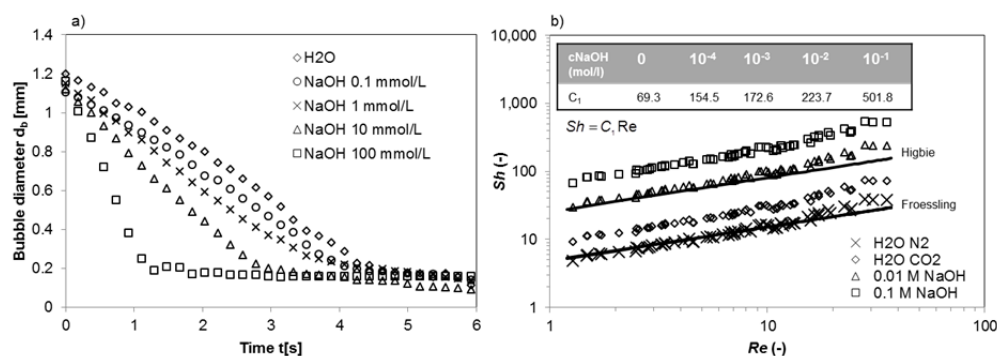 a)
1.4
1.2
1.0
0.8
0.6
0.4
0.2
0.0
Bubble diameter d_b [mm]
0 1 2 3 4 5 6
Time t[s]
H2O
NaOH 0.1 mmol/L
NaOH 1 mmol/L
NaOH 10 mmol/L
NaOH 100 mmol/L
b)
10,000
1,000
100
10
1
Sh (-)
1 10 100
Re (-)
cNaOH (mol/l) 0 10^-4 10^-3 10^-2 10^-1
C₁ 69.3 154.5 172.6 223.7 501.8
Sh = C, Re
Higbie
Froessling
H2O N2
H2O CO2
0.01 M NaOH
0.1 M NaOH